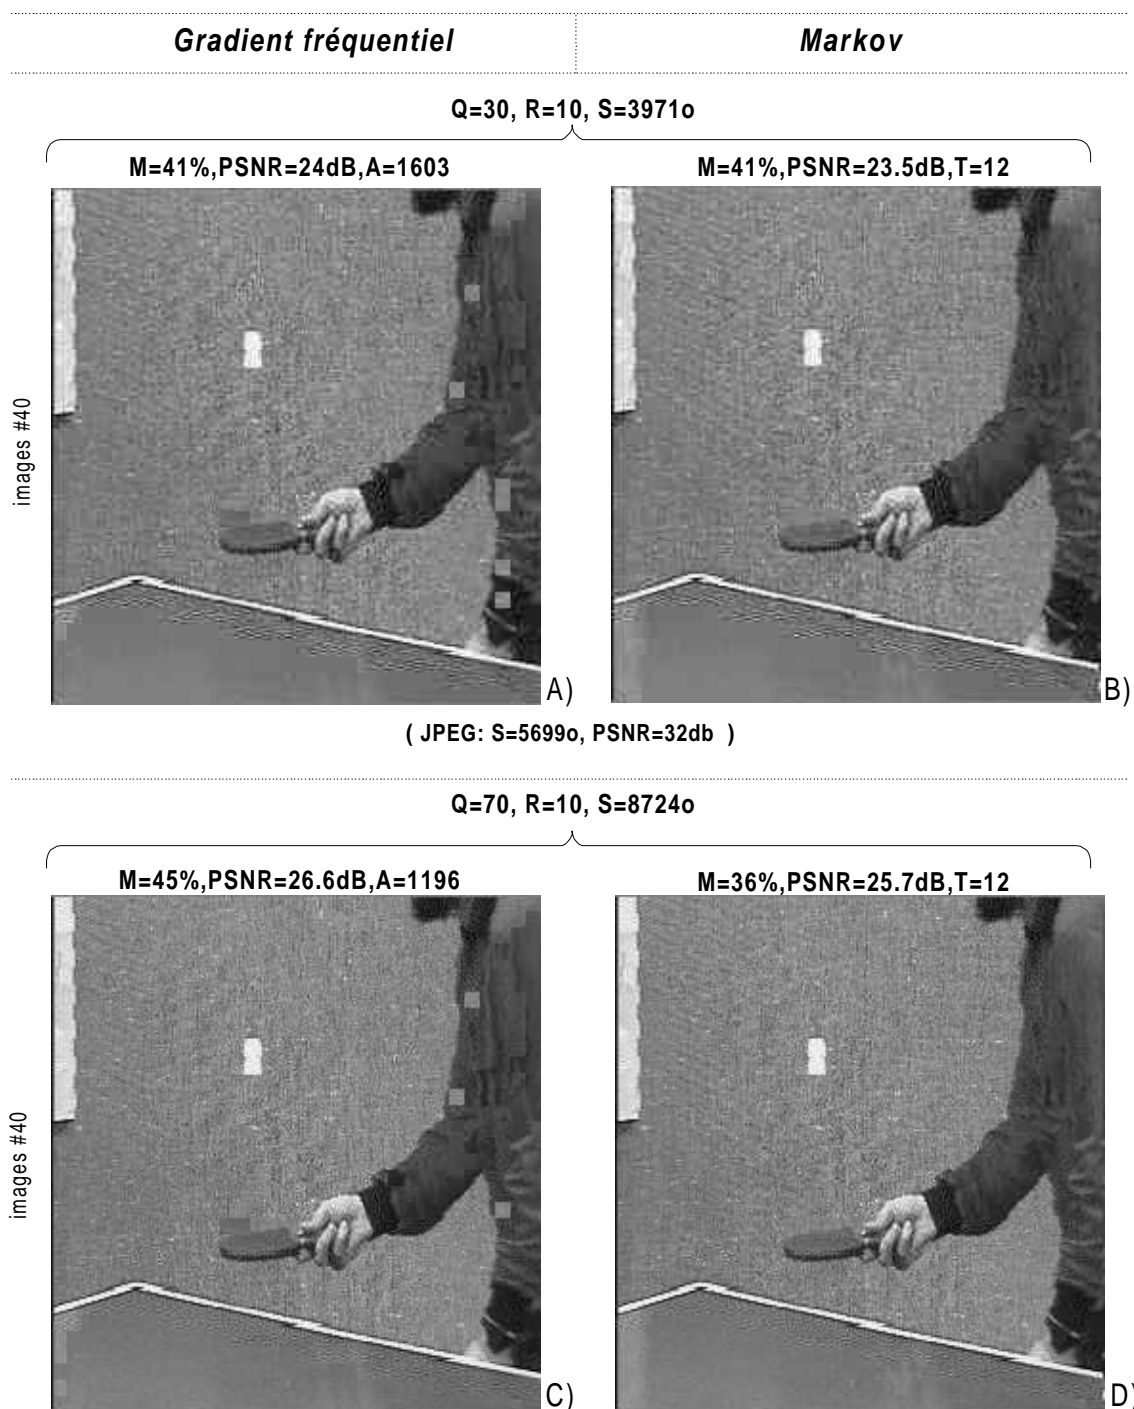 Gradient fréquentiel
Markov
Q=30, R=10, S=3971o
M=41%,PSNR=24dB,A=1603
M=41%,PSNR=23.5dB,T=12
images #40
A)
B)
( JPEG: S=5699o, PSNR=32db )
Q=70, R=10, S=8724o
M=45%,PSNR=26.6dB,A=1196
M=36%,PSNR=25.7dB,T=12
images #40
C)
D)